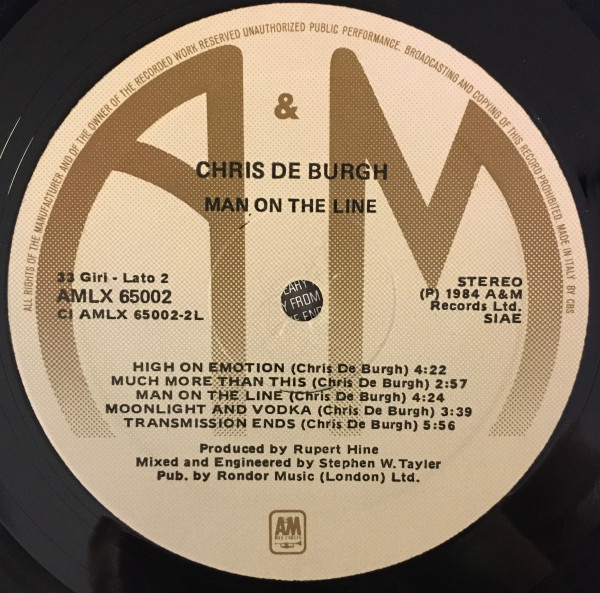 ALL RIGHTS OF THE MANUFACTURER AND OF THE OWNER OF THE RECORDED WORK RESERVED UNAUTHORIZED PUBLIC PERFORMANCE, BROADCASTING AND COPYING OF THIS RECORD PROHIBITED. MADE IN ITALY BY CBS
A & M
CHRIS DE BURGH
MAN ON THE LINE
33 Giri - Lato 2
AMLX 65002
CI AMLX 65002-2L
STEREO
(P) 1984 A&M
Records Ltd.
SIAE
Y FROM
HIGH ON EMOTION (Chris De Burgh) 4:22
MUCH MORE THAN THIS (Chris De Burgh) 2:57
MAN ON THE LINE (Chris De Burgh) 4:24
MOONLIGHT AND VODKA (Chris De Burgh) 3:39
TRANSMISSION ENDS (Chris De Burgh) 5:56
Produced by Rupert Hine
Mixed and Engineered by Stephen W. Tayler
Pub. by Rondor Music (London) Ltd.
AM
RECORDS